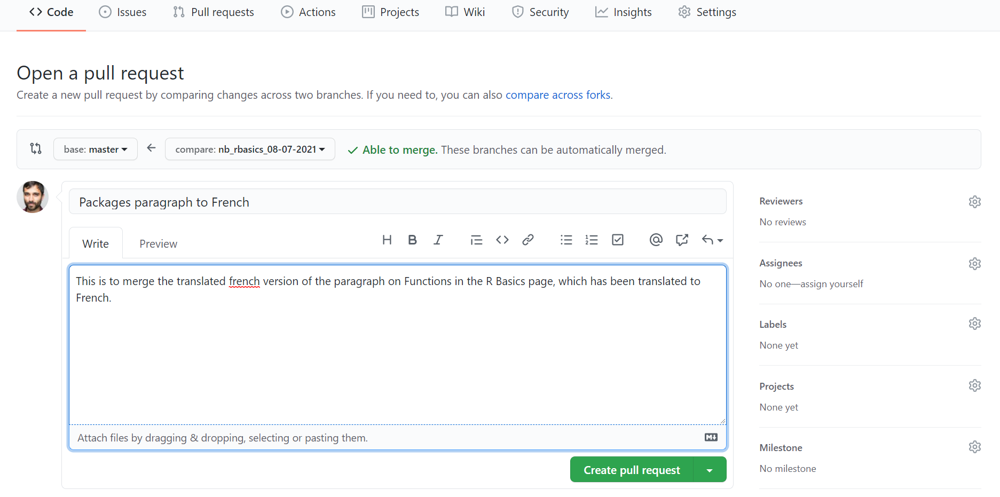 Code Issues Pull requests Actions Projects Wiki Security Insights Settings
Open a pull request
Create a new pull request by comparing changes across two branches. If you need to, you can also compare across forks.
base: master compare: nb_rbasics_08-07-2021 Able to merge. These branches can be automatically merged.
Packages paragraph to French
Write Preview
This is to merge the translated french version of the paragraph on Functions in the R Basics page, which has been translated to
French.
Attach files by dragging & dropping, selecting or pasting them.
Create pull request
Reviewers
No reviews
Assignees
No one—assign yourself
Labels
None yet
Projects
None yet
Milestone
No milestone